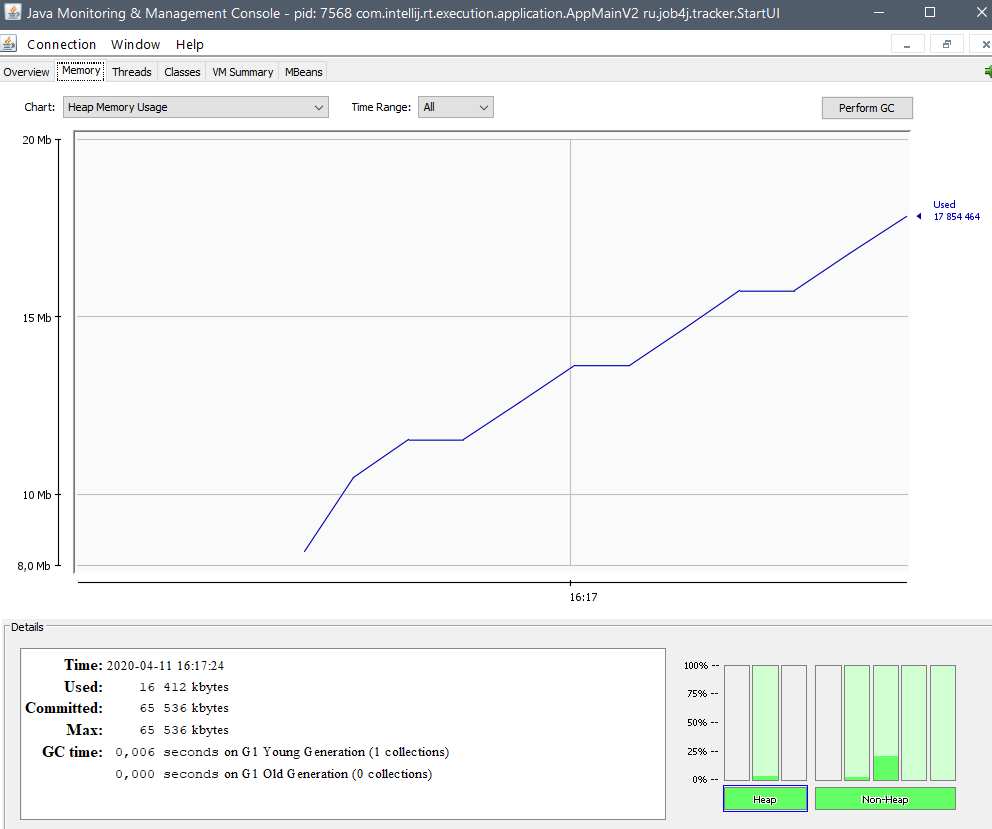 Java Monitoring & Management Console - pid: 7568 com.intellij.rt.execution.application.AppMainV2 ru.job4j.tracker.StartUI
Connection Window Help
Overview Memory Threads Classes VM Summary MBeans
Chart: Heap Memory Usage Time Range: All Perform GC
20 Mb
Used
17 854 464
15 Mb
10 Mb
8,0 Mb
16:17
Details
Time: 2020-04-11 16:17:24
Used: 16 412 kbytes
Committed: 65 536 kbytes
Max: 65 536 kbytes
GC time: 0,006 seconds on G1 Young Generation (1 collections)
0,000 seconds on G1 Old Generation (0 collections)
100% --
75% --
50% --
25% --
0% --
Heap Non-Heap